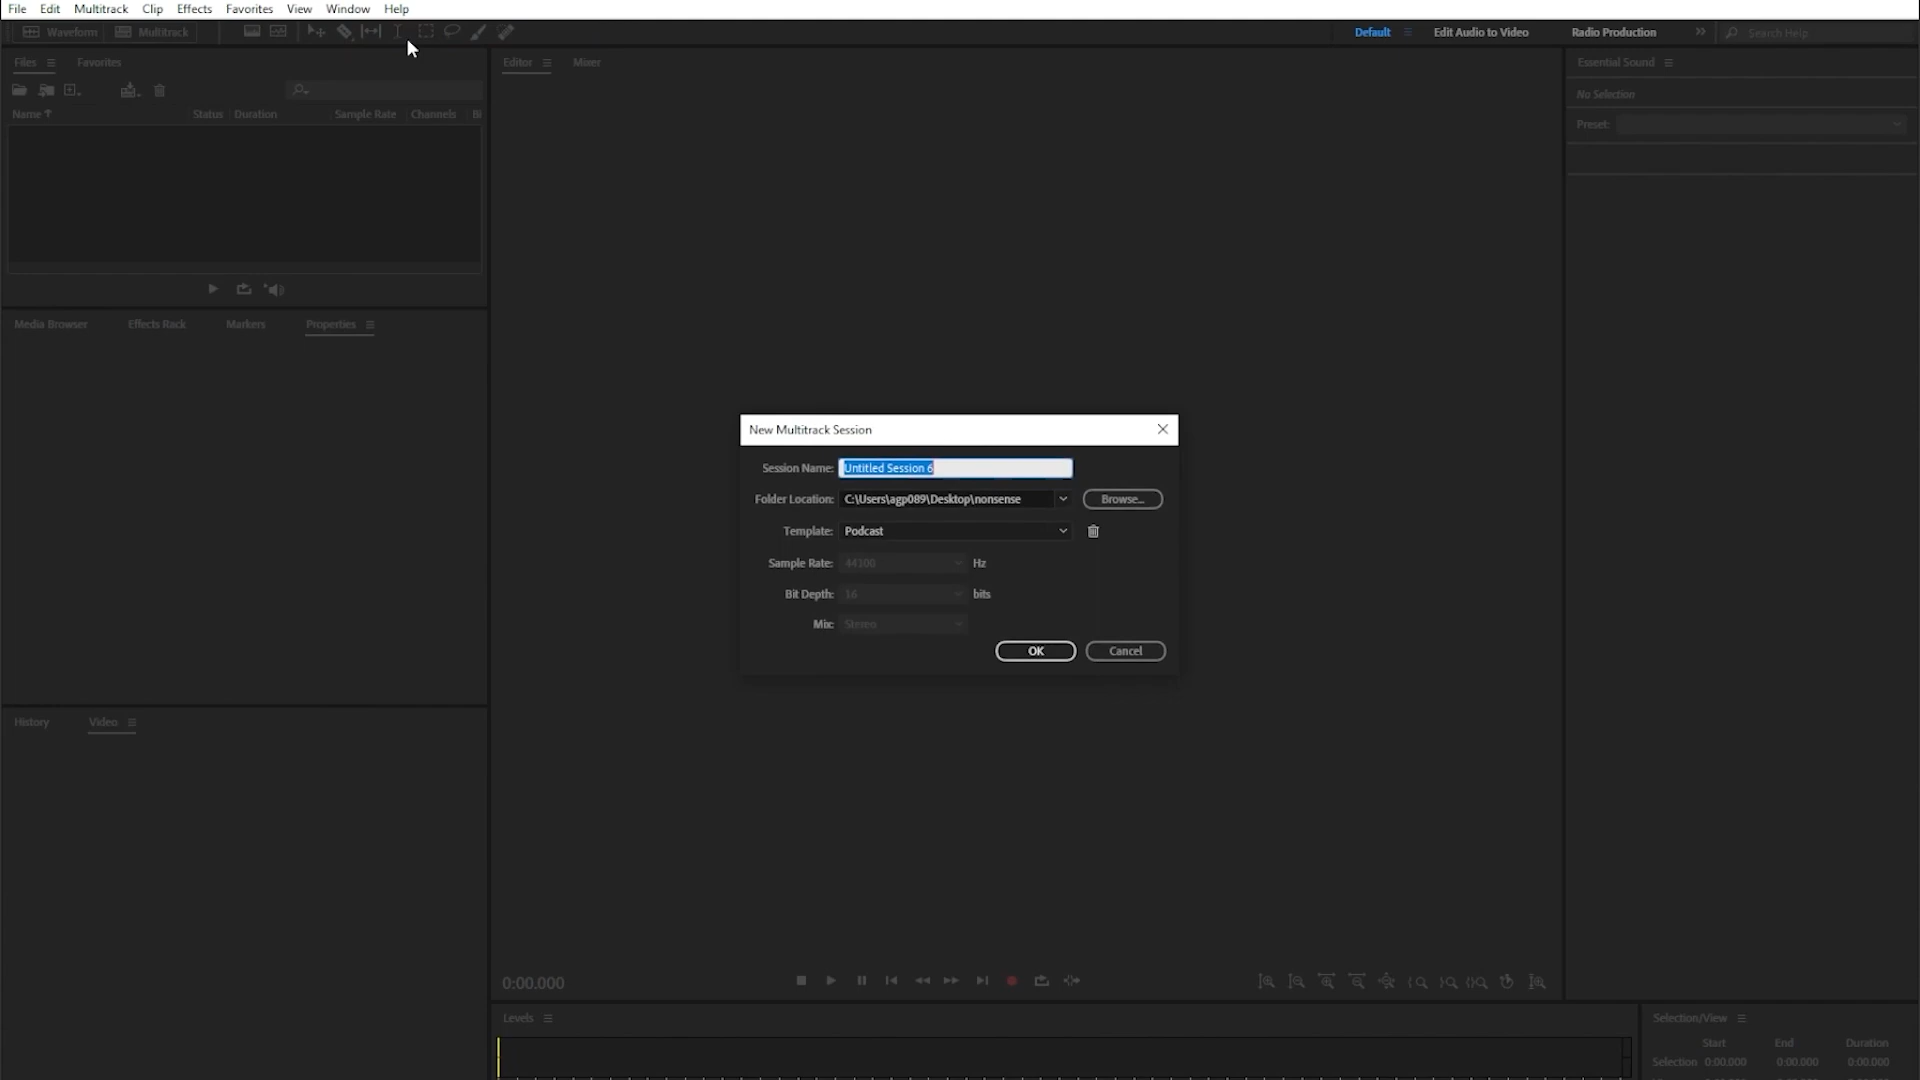 File Edit Multitrack Clip Effects Favorites View Window Help
Waveform Multitrack Default Edit Audio to Video Radio Production Search Help
Files Favorites Editor Mixer Essential Sound
No Selection
Name Status Duration Sample Rate Channels Bi
Preset:
Media Browser Effects Rack Markers Properties
New Multitrack Session
Session Name: Untitled Session 6
Folder Location: C:\Users\agp089\Desktop\nonsense Browse...
Template: Podcast
Sample Rate: 44100 Hz
Bit Depth: 16 bits
Mix: Stereo
OK Cancel
History Video
0:00.000
Levels Selection/View
Start End Duration
Selection 0:00.000 0:00.000 0:00.000